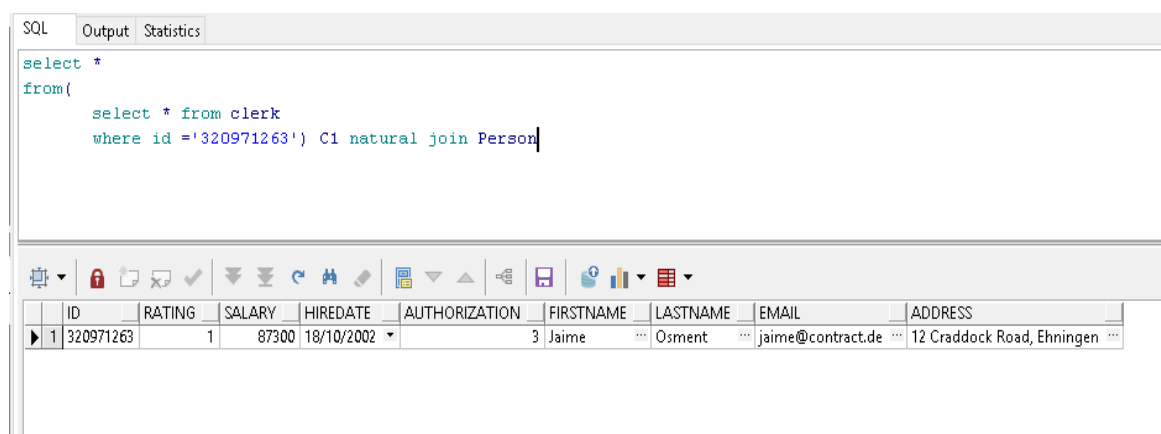 SQL Output Statistics
select *
from(
select * from clerk
where id ='320971263') C1 natural join Person
ID RATING SALARY HIREDATE AUTHORIZATION FIRSTNAME LASTNAME EMAIL ADDRESS
1 320971263 1 87300 18/10/2002 3 Jaime ... Osment ... jaime@contract.de ... 12 Craddock Road, Ehningen ...